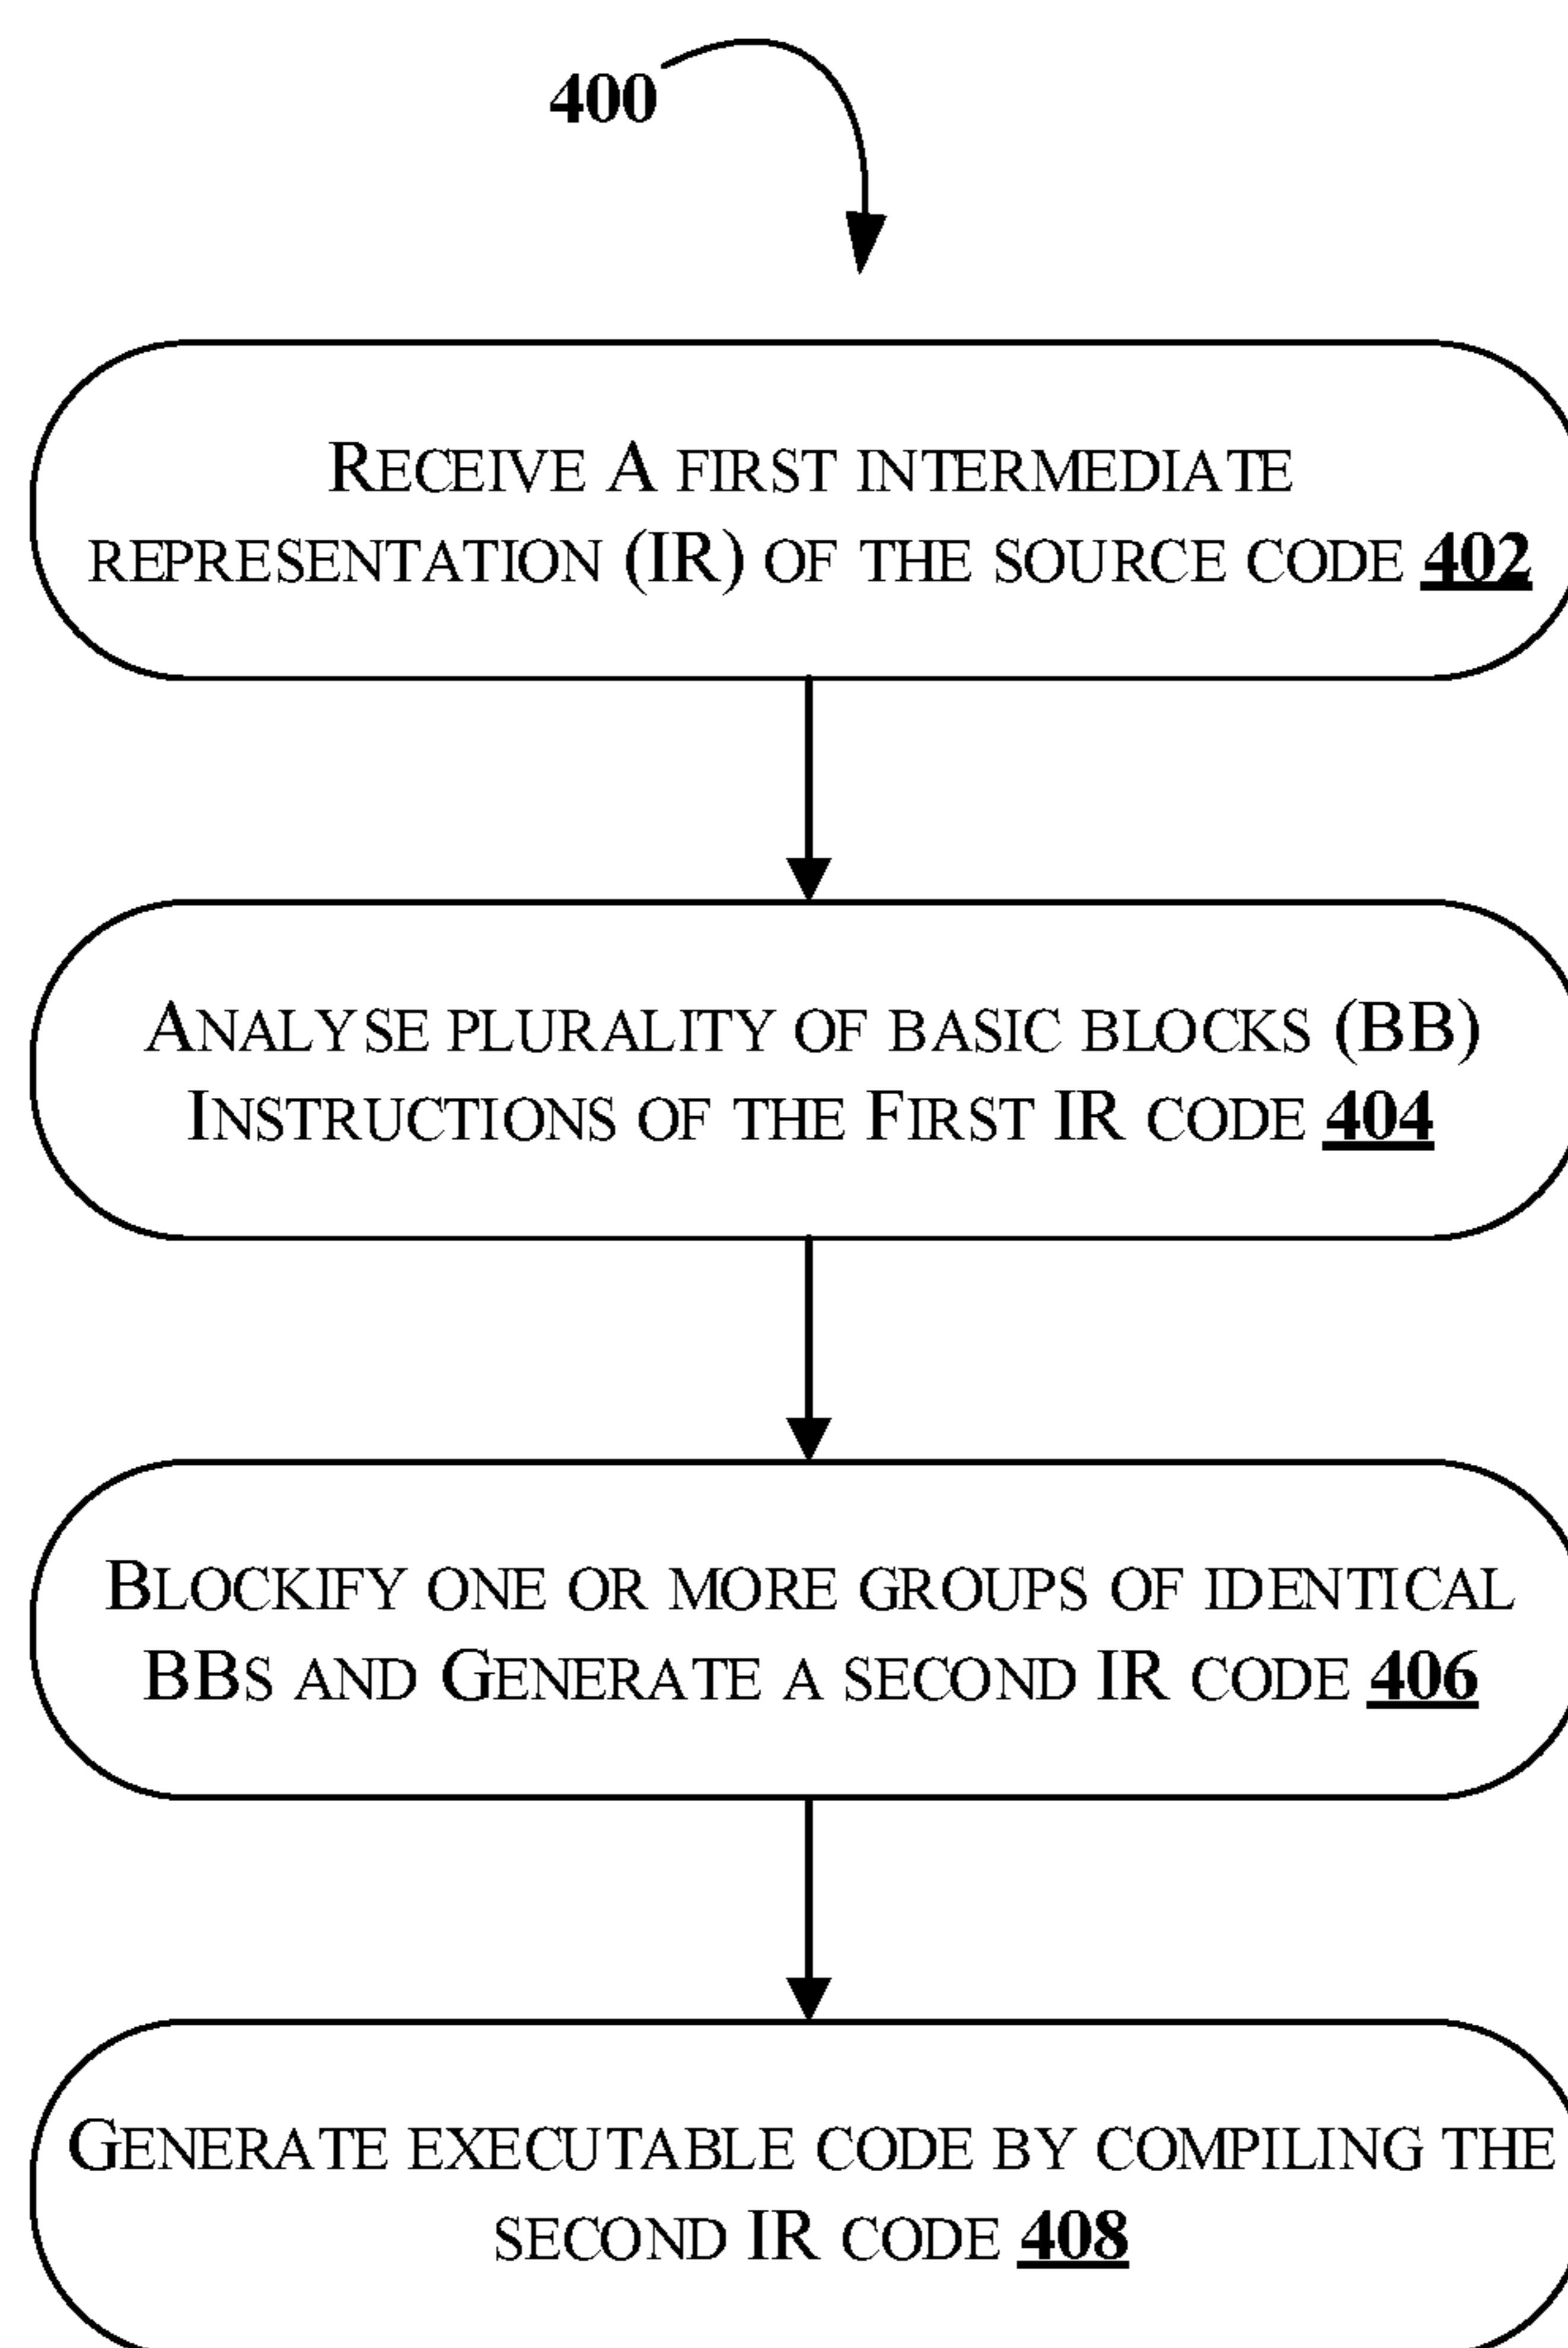 400
RECEIVE A FIRST INTERMEDIATE
REPRESENTATION (IR) OF THE SOURCE CODE 402
ANALYSE PLURALITY OF BASIC BLOCKS (BB)
INSTRUCTIONS OF THE FIRST IR CODE 404
BLOCKIFY ONE OR MORE GROUPS OF IDENTICAL
BBS AND GENERATE A SECOND IR CODE 406
GENERATE EXECUTABLE CODE BY COMPILING THE
SECOND IR CODE 408